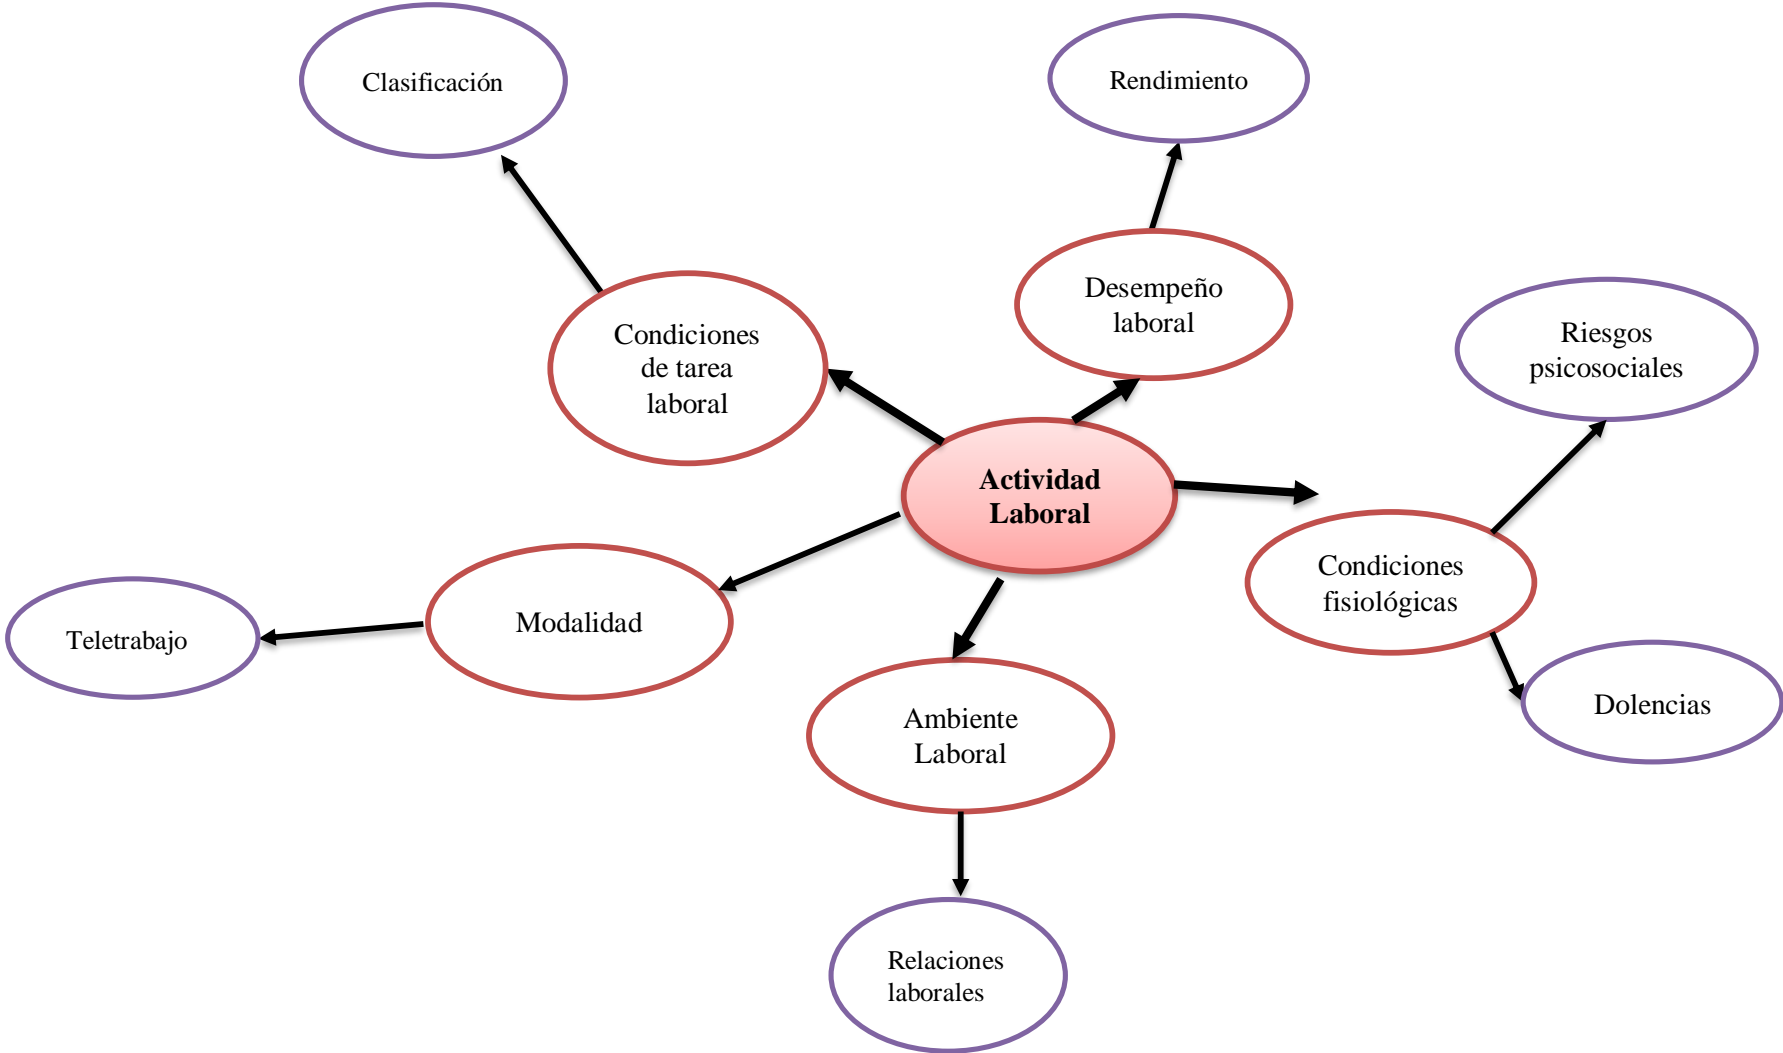 Clasificación
Rendimiento
Desempeño
laboral
Condiciones
de tarea
laboral
Riesgos
psicosociales
Actividad
Laboral
Condiciones
fisiológicas
Modalidad
Teletrabajo
Dolencias
Ambiente
Laboral
Relaciones
laborales